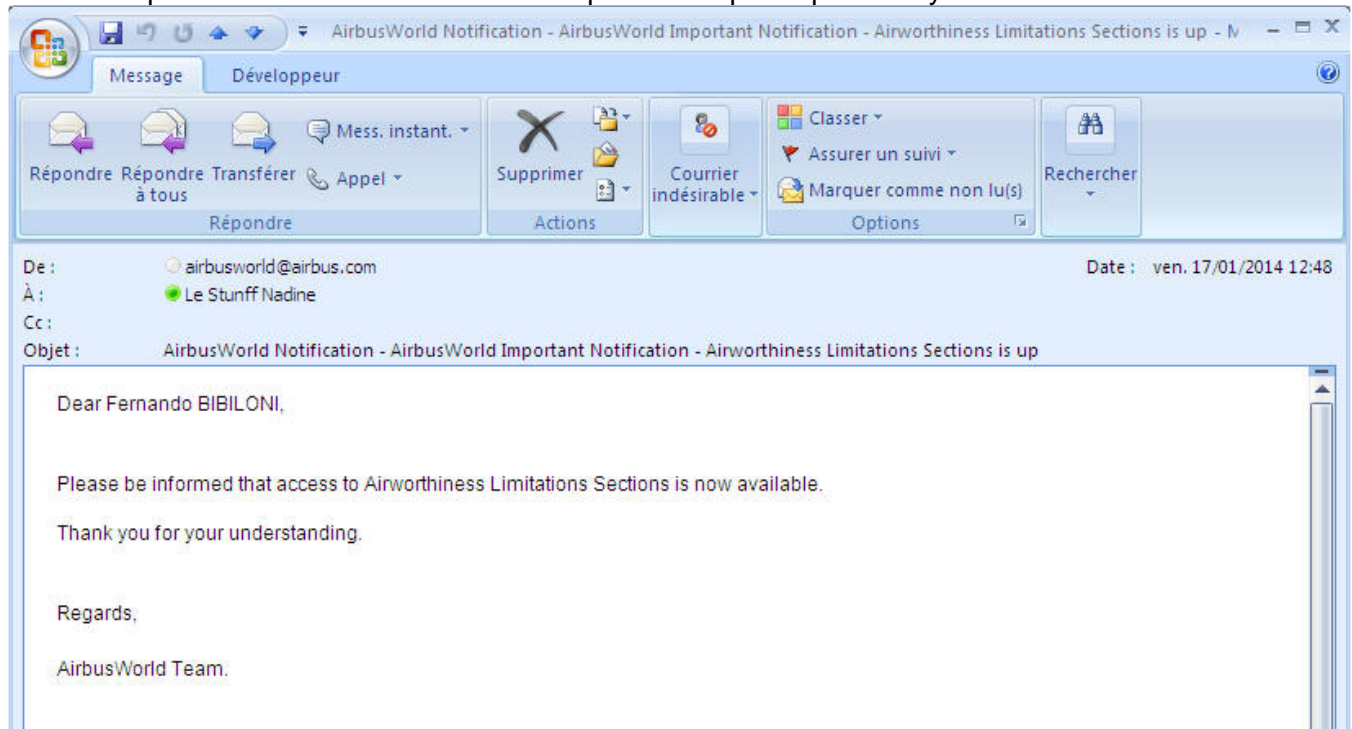 AirbusWorld Notification - AirbusWorld Important Notification - Airworthiness Limitations Sections is up - M
Message Développeur
Répondre Répondre à tous Transférer
Mess. instant.
Appel
Répondre
Supprimer
Actions
Courrier indésirable
Classer
Assurer un suivi
Marquer comme non lu(s)
Options
Rechercher
De : airbusworld@airbus.com Date : ven. 17/01/2014 12:48
À : Le Stunff Nadine
Cc :
Objet : AirbusWorld Notification - AirbusWorld Important Notification - Airworthiness Limitations Sections is up
Dear Fernando BIBILONI,
Please be informed that access to Airworthiness Limitations Sections is now available.
Thank you for your understanding.
Regards,
AirbusWorld Team.